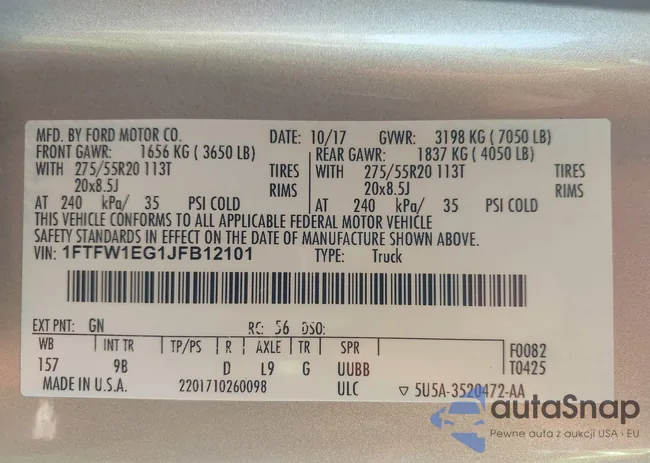 MFD. BY FORD MOTOR CO. DATE: 10/17 GVWR: 3198 KG ( 7050 LB)
FRONT GAWR: 1656 KG ( 3650 LB) REAR GAWR: 1837 KG ( 4050 LB)
WITH 275/55R20 113T TIRES WITH 275/55R20 113T TIRES
20x8.5J RIMS 20x8.5J RIMS
AT 240 kPa/ 35 PSI COLD AT 240 kPa/ 35 PSI COLD
THIS VEHICLE CONFORMS TO ALL APPLICABLE FEDERAL MOTOR VEHICLE
SAFETY STANDARDS IN EFFECT ON THE DATE OF MANUFACTURE SHOWN ABOVE.
VIN: 1FTFW1EG1JFB12101 TYPE: Truck
EXT PNT: GN RC: 56 DSO:
WB INT TR TP/PS R AXLE TR SPR F0082
157 9B D L9 G UUBB T0425
MADE IN U.S.A. 2201710260098 ULC ▽ 5U5A-3520472-AA
autaSnap
Pewne auta z aukcji USA i EU